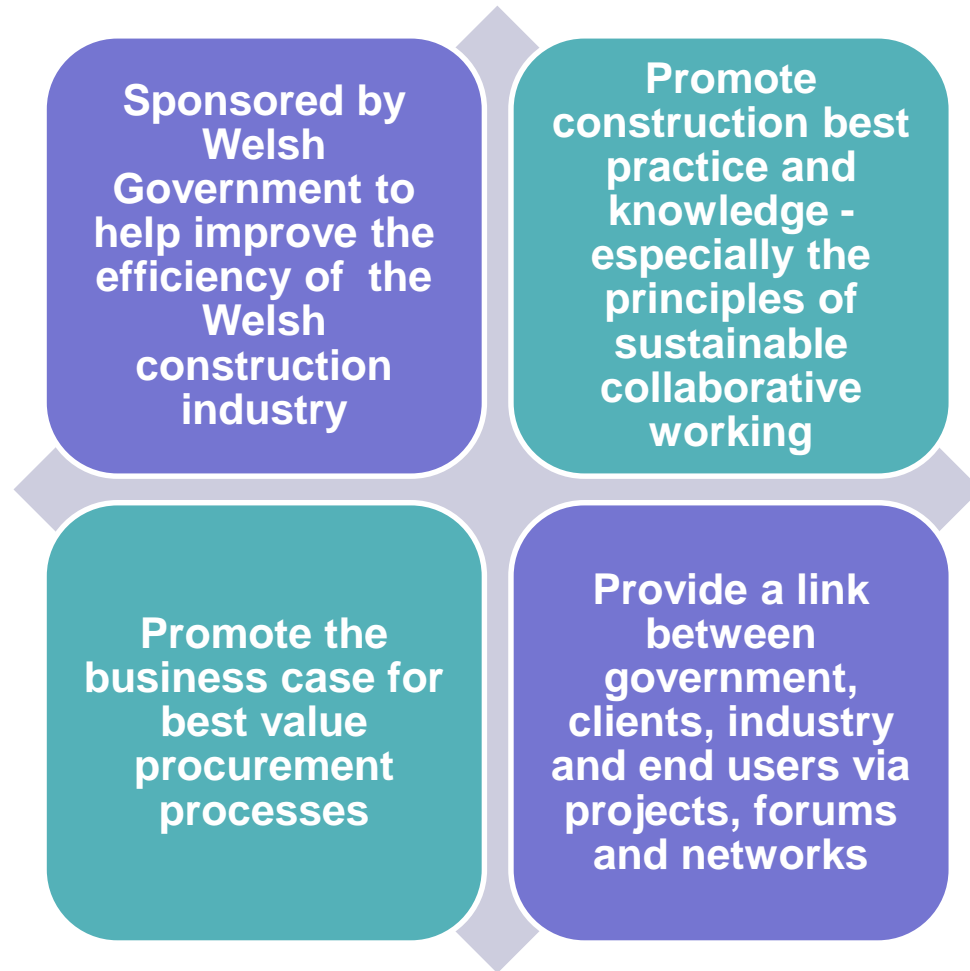 Sponsored by
Welsh
Government to
help improve the
efficiency of  the
Welsh
construction
industry
Promote
construction best
practice and
knowledge -
especially the
principles of
sustainable
collaborative
working
Promote the
business case for
best value
procurement
processes
Provide a link
between
government,
clients, industry
and end users via
projects, forums
and networks